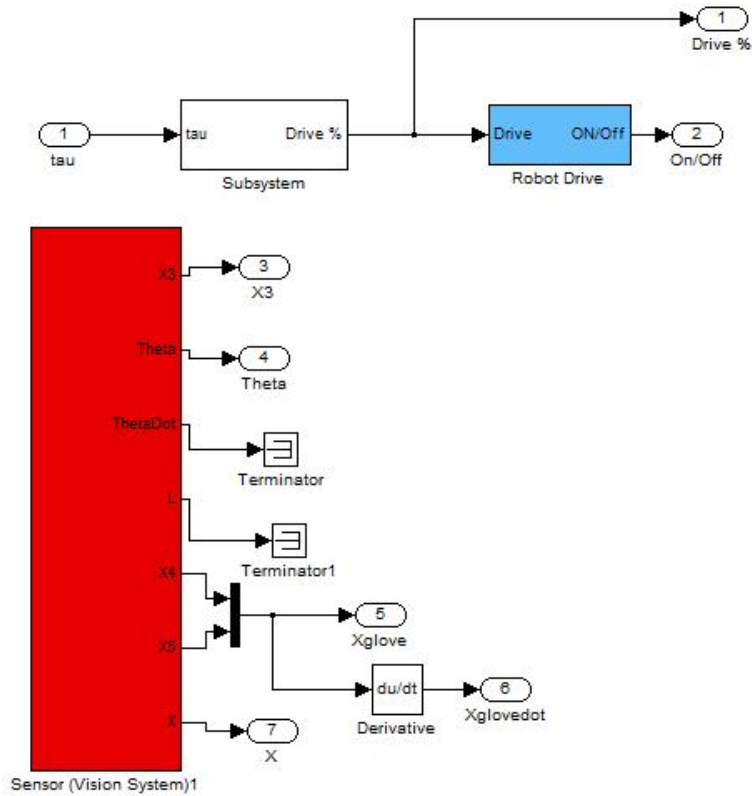 1
Drive %
1
tau
tau
Drive %
Subsystem
Drive
ON/Off
Robot Drive
2
On/Off
X3
3
X3
Theta
4
Theta
ThetaDot
Terminator
L
Terminator1
X4
X5
5
Xglove
du/dt
Derivative
6
Xglovedot
X
7
X
Sensor (Vision System)1